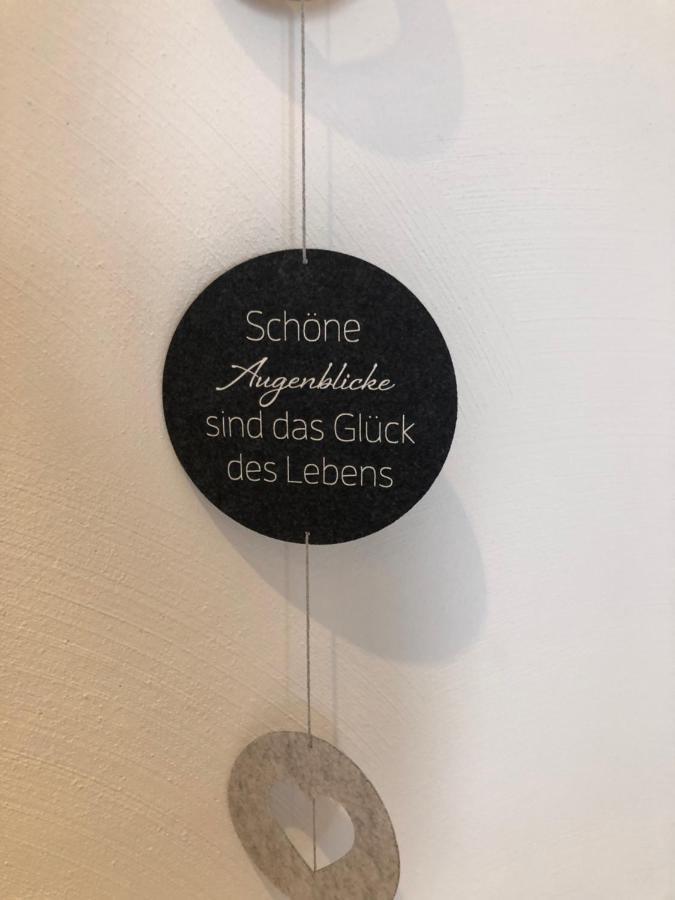 Schöne
Augenblicke
sind das Glück
des Lebens